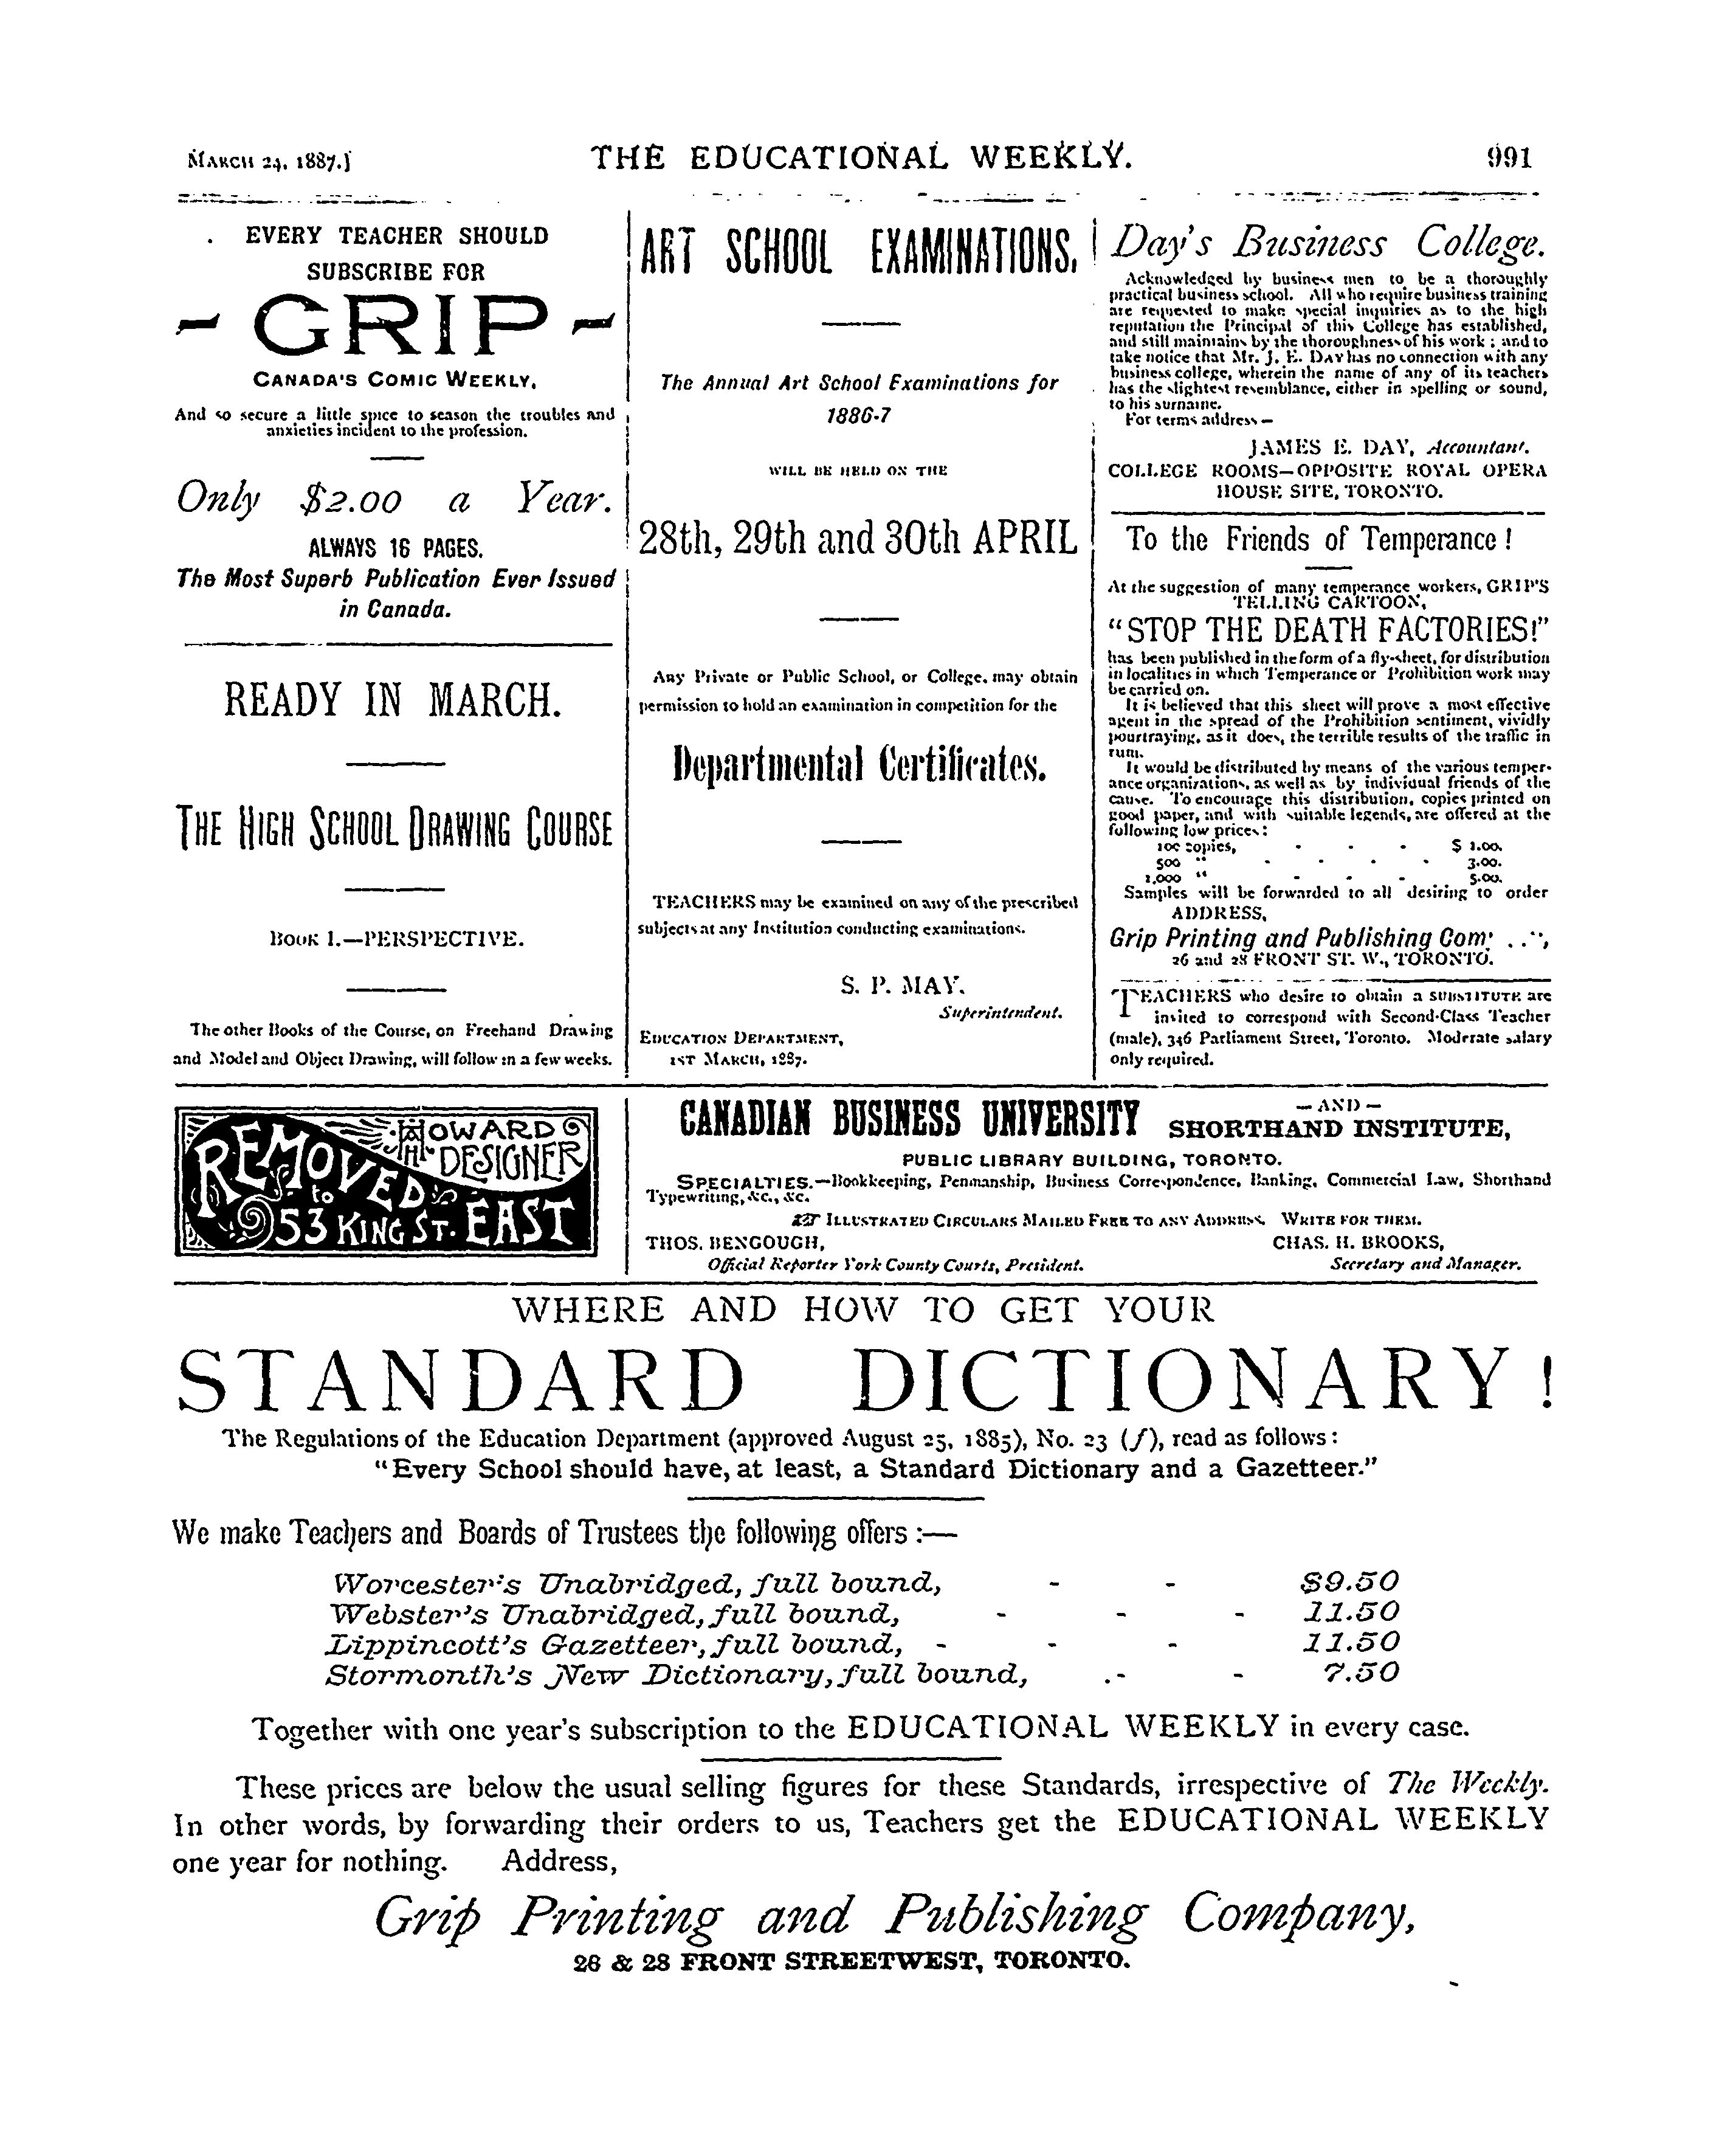 MARCH 24, 1887.]
THE EDUCATIONAL WEEKLY.
991
EVERY TEACHER SHOULD
SUBSCRIBE FOR
- GRIP -
CANADA'S COMIC WEEKLY,
And so secure a little spice to season the troubles and
anxieties incident to the profession.
Only $2.00 a Year.
ALWAYS 16 PAGES.
The Most Superb Publication Ever Issued
in Canada.
READY IN MARCH.
THE HIGH SCHOOL DRAWING COURSE
BOOK I.—PERSPECTIVE.
The other Books of the Course, on Freehand Drawing
and Model and Object Drawing, will follow in a few weeks.
ART SCHOOL EXAMINATIONS.
The Annual Art School Examinations for
1886-7
WILL BE HELD ON THE
28th, 29th and 30th APRIL
Any Private or Public School, or College, may obtain
permission to hold an examination in competition for the
Departmental Certificates.
TEACHERS may be examined on any of the prescribed
subjects at any Institution conducting examinations.
S. P. MAY.
Superintendent.
EDUCATION DEPARTMENT,
1ST MARCH, 1887.
Day's Business College.
Acknowledged by business men to be a thoroughly
practical business school. All who require business training
are requested to make special inquiries as to the high
reputation the Principal of this College has established,
and still maintains by the thoroughness of his work; and to
take notice that Mr. J. E. DAY has no connection with any
business college, wherein the name of any of its teachers
has the slightest resemblance, either in spelling or sound,
to his surname.
For terms address—
JAMES E. DAY, Accountant.
COLLEGE ROOMS—OPPOSITE ROYAL OPERA
HOUSE SITE, TORONTO.
To the Friends of Temperance!
At the suggestion of many temperance workers, GRIP'S
TELLING CARTOON,
"STOP THE DEATH FACTORIES!"
has been published in the form of a fly-sheet, for distribution
in localities in which Temperance or Prohibition work may
be carried on.
It is believed that this sheet will prove a most effective
agent in the spread of the Prohibition sentiment, vividly
pourtraying, as it does, the terrible results of the traffic in
rum.
It would be distributed by means of the various temper-
ance organizations, as well as by individual friends of the
cause. To encourage this distribution, copies printed on
good paper, and with suitable legends, are offered at the
following low prices:
100 copies, - - - $ 1.00.
500 " - - - - 3.00.
1,000 " - - - 5.00.
Samples will be forwarded to all desiring to order
ADDRESS,
Grip Printing and Publishing
26 and 28 FRONT ST. W., TORONTO.
TEACHERS who desire to obtain a SUBSTITUTE are
invited to correspond with Second-Class Teacher
(male), 346 Parliament Street, Toronto. Moderate salary
only required.
HOWARD
THE DESIGNER
REMOVED
to
53 KING ST. EAST
CANADIAN BUSINESS UNIVERSITY —AND— SHORTHAND INSTITUTE,
PUBLIC LIBRARY BUILDING, TORONTO.
SPECIALTIES.—Bookkeeping, Penmanship, Business Correspondence, Banking, Commercial Law, Shorthand
Typewriting, &c., &c.
☞ ILLUSTRATED CIRCULARS MAILED FREE TO ANY ADDRESS. WRITE FOR THEM.
THOS. BENGOUGH, CHAS. H. BROOKS,
Official Reporter York County Courts, President. Secretary and Manager.
WHERE AND HOW TO GET YOUR
STANDARD DICTIONARY!
The Regulations of the Education Department (approved August 25, 1885), No. 23 (f), read as follows:
"Every School should have, at least, a Standard Dictionary and a Gazetteer."
We make Teachers and Boards of Trustees the following offers:—
Worcester's Unabridged, full bound, - - $9.50
Webster's Unabridged, full bound, - - - 11.50
Lippincott's Gazetteer, full bound, - - - 11.50
Stormonth's New Dictionary, full bound, - - 7.50
Together with one year's subscription to the EDUCATIONAL WEEKLY in every case.
These prices are below the usual selling figures for these Standards, irrespective of The Weekly.
In other words, by forwarding their orders to us, Teachers get the EDUCATIONAL WEEKLY
one year for nothing. Address,
Grip Printing and Publishing Company,
26 & 28 FRONT STREET WEST, TORONTO.